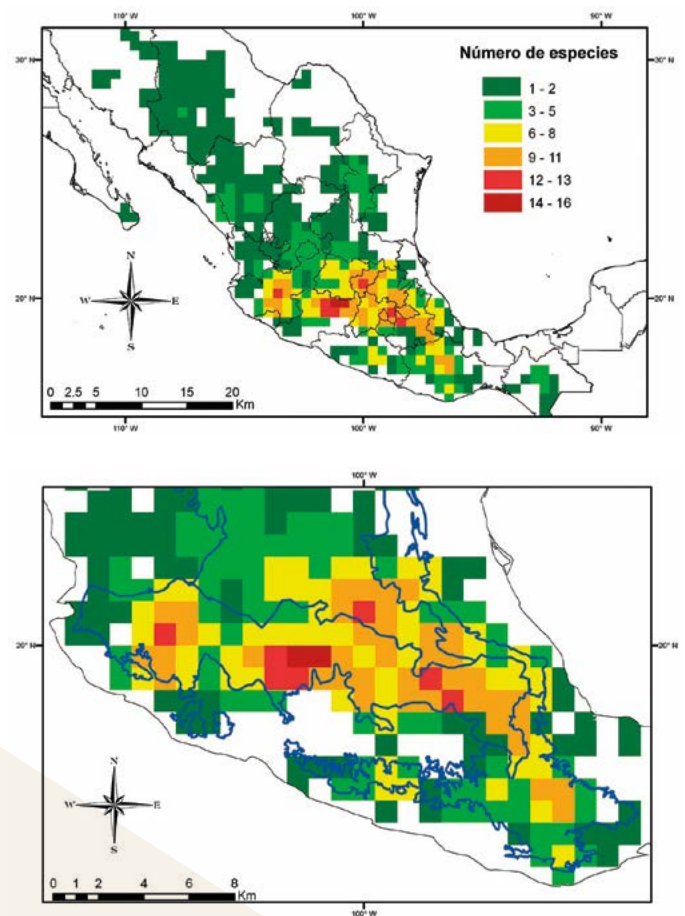 110° W 100° W 90° W
30° N 30° N
Número de especies
1 - 2
3 - 5
6 - 8
9 - 11
12 - 13
14 - 16
N
20° N W E 20° N
S
0 2.5 5 10 15 20
Km
110° W 100° W 90° W
100° W
20° N 20° N
N
W E
S
0 1 2 4 6 8
Km
100° W